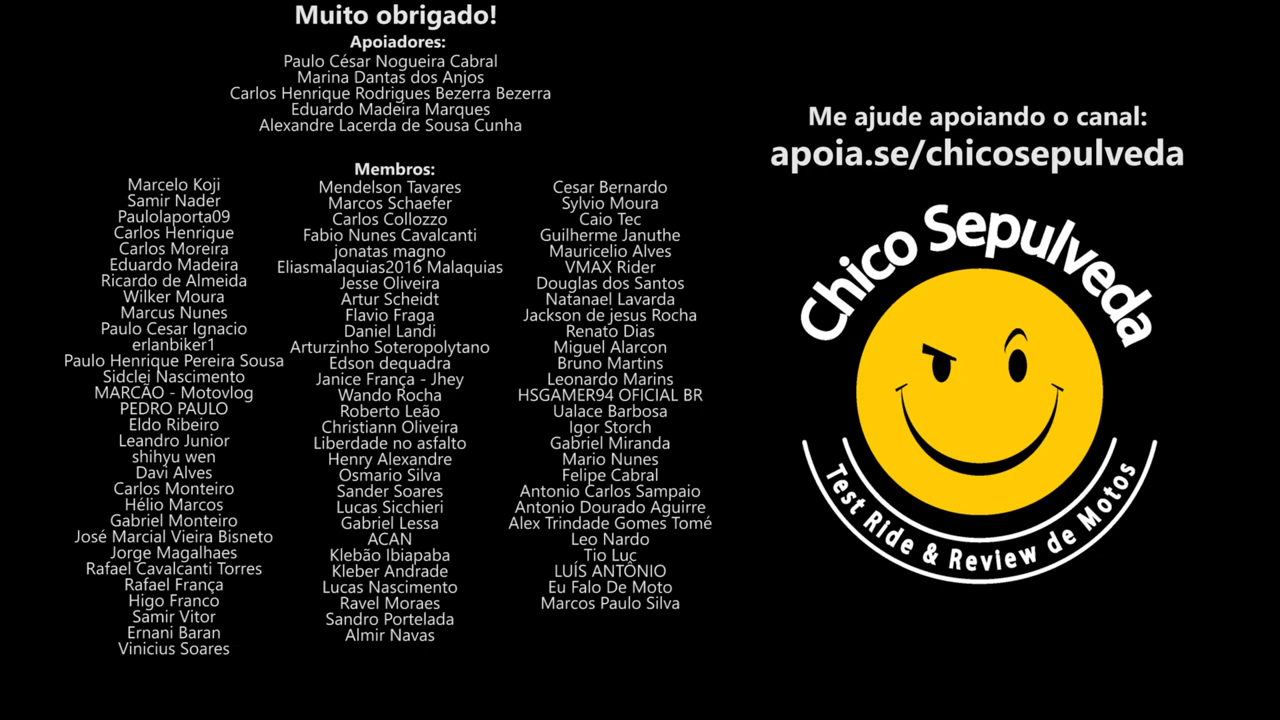 Muito obrigado!
Apoiadores:
Paulo César Nogueira Cabral
Marina Dantas dos Anjos
Carlos Henrique Rodrigues Bezerra Bezerra
Eduardo Madeira Marques
Alexandre Lacerda de Sousa Cunha
Membros:
Marcelo Koji
Samir Nader
Paulolaporta09
Carlos Henrique
Carlos Moreira
Eduardo Madeira
Ricardo de Almeida
Wilker Moura
Marcus Nunes
Paulo Cesar Ignacio
erlanbiker1
Paulo Henrique Pereira Sousa
Sidclei Nascimento
MARCÃO - Motovlog
PEDRO PAULO
Eldo Ribeiro
Leandro Junior
shihyu wen
Davi Alves
Carlos Monteiro
Hélio Marcos
Gabriel Monteiro
José Marcial Vieira Bisneto
Jorge Magalhaes
Rafael Cavalcanti Torres
Rafael França
Higo Franco
Samir Vitor
Ernani Baran
Vinicius Soares
Mendelson Tavares
Marcos Schaefer
Carlos Collozzo
Fabio Nunes Cavalcanti
jonatas magno
Eliasmalaquias2016 Malaquias
Jesse Oliveira
Artur Scheidt
Flavio Fraga
Daniel Landi
Arturzinho Soteropolytano
Edson dequadra
Janice França - Jhey
Wando Rocha
Roberto Leão
Christiann Oliveira
Liberdade no asfalto
Henry Alexandre
Osmario Silva
Sander Soares
Lucas Sicchieri
Gabriel Lessa
ACAN
Klebão Ibiapaba
Kleber Andrade
Lucas Nascimento
Ravel Moraes
Sandro Portelada
Almir Navas
Cesar Bernardo
Sylvio Moura
Caio Tec
Guilherme Januthe
Mauricelio Alves
VMAX Rider
Douglas dos Santos
Natanael Lavarda
Jackson de jesus Rocha
Renato Dias
Miguel Alarcon
Bruno Martins
Leonardo Marins
HSGAMER94 OFICIAL BR
Ualace Barbosa
Igor Storch
Gabriel Miranda
Mario Nunes
Felipe Cabral
Antonio Carlos Sampaio
Antonio Dourado Aguirre
Alex Trindade Gomes Tomé
Leo Nardo
Tio Luc
LUÍS ANTÔNIO
Eu Falo De Moto
Marcos Paulo Silva
Me ajude apoiando o canal:
apoia.se/chicosepulveda
Chico Sepulveda
Test Ride & Review de Motos